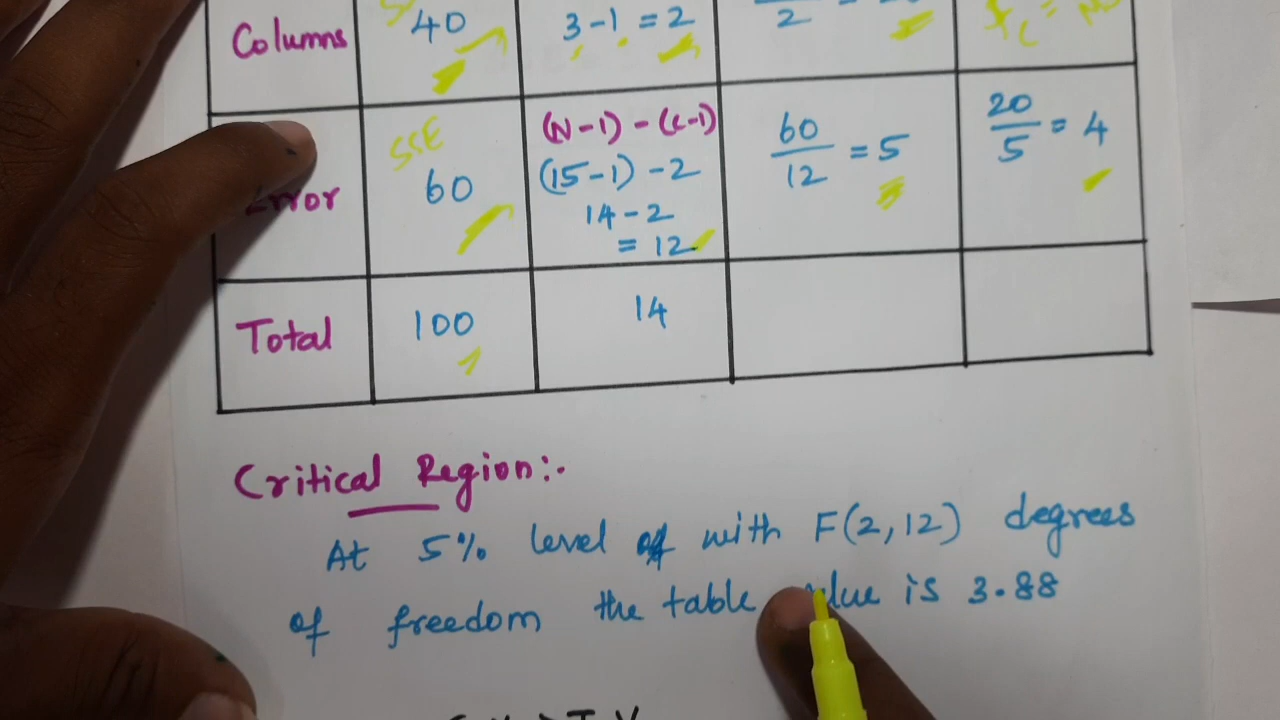 Columns 40 3-1 = 2
2
SSE (N-1) - (c-1) 60/12 = 5 20/5 = 4
Error 60 (15-1) - 2
14 - 2
= 12
Total 100 14
Critical Region:-
At 5% level of with F(2,12) degrees
of freedom the table value is 3.88